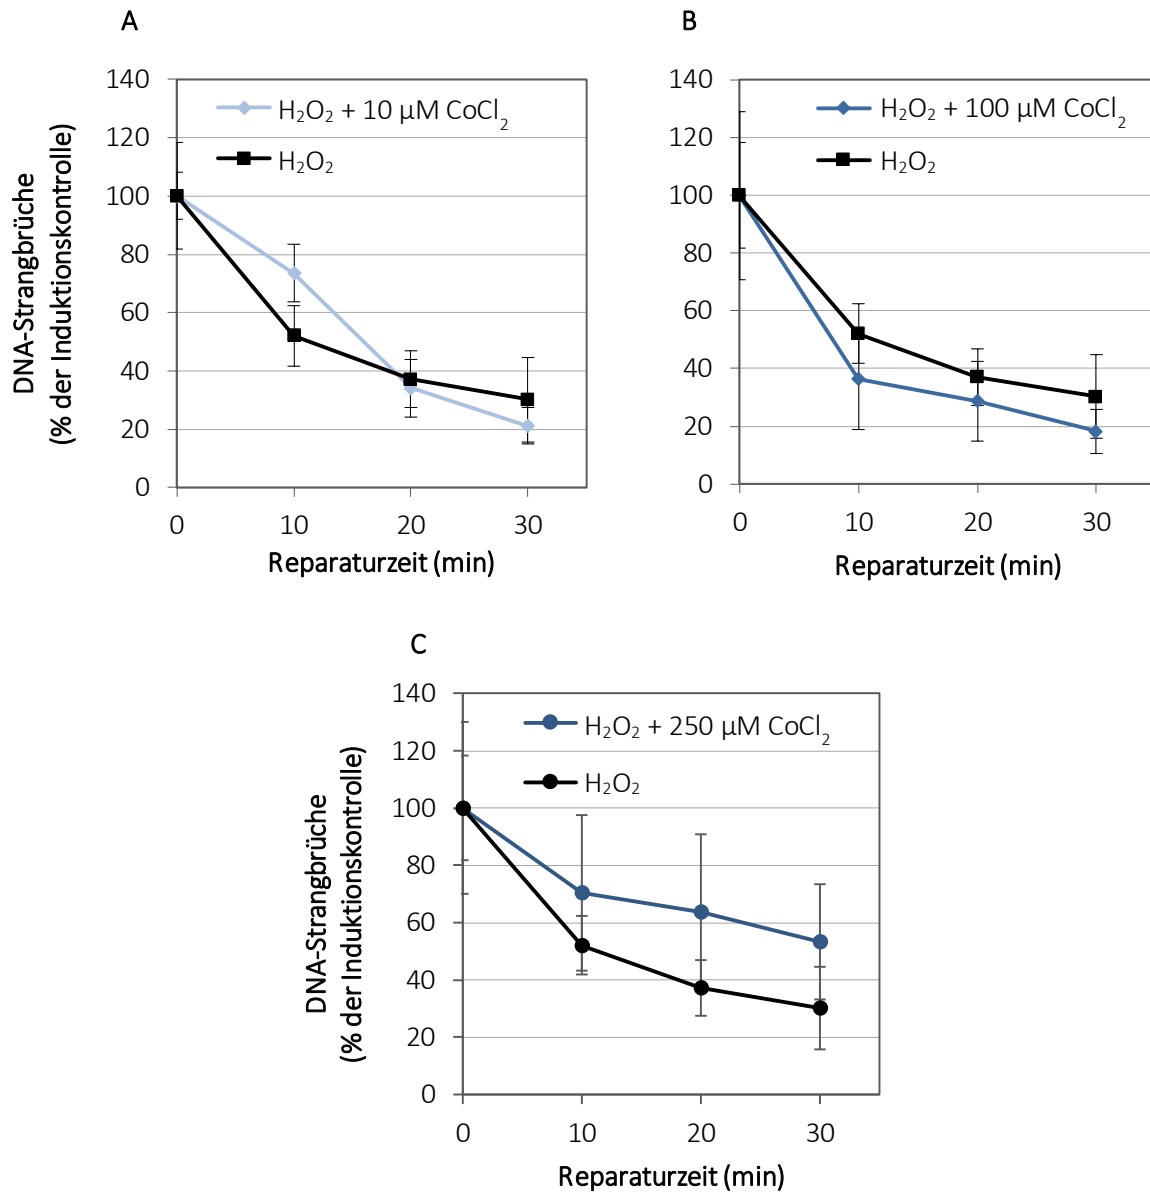 A
DNA-Strangbrüche
(% der Induktionskontrolle)
140
120
100
80
60
40
20
0
H₂O₂ + 10 µM CoCl₂
H₂O₂
0 10 20 30
Reparaturzeit (min)
B
140
120
100
80
60
40
20
0
H₂O₂ + 100 µM CoCl₂
H₂O₂
0 10 20 30
Reparaturzeit (min)
C
DNA-Strangbrüche
(% der Induktionskontrolle)
140
120
100
80
60
40
20
0
H₂O₂ + 250 µM CoCl₂
H₂O₂
0 10 20 30
Reparaturzeit (min)